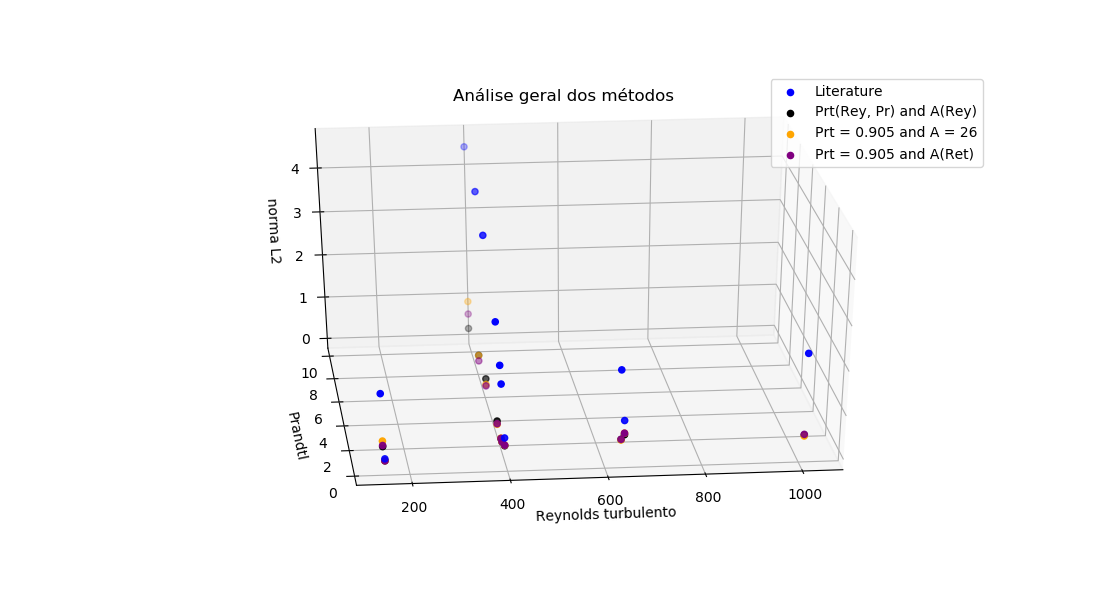 Análise geral dos métodos
Literature
Prt(Rey, Pr) and A(Rey)
Prt = 0.905 and A = 26
Prt = 0.905 and A(Ret)
norma L2
4
3
2
1
0
Prandtl
10
8
6
4
2
0
200
400
600
800
1000
Reynolds turbulento